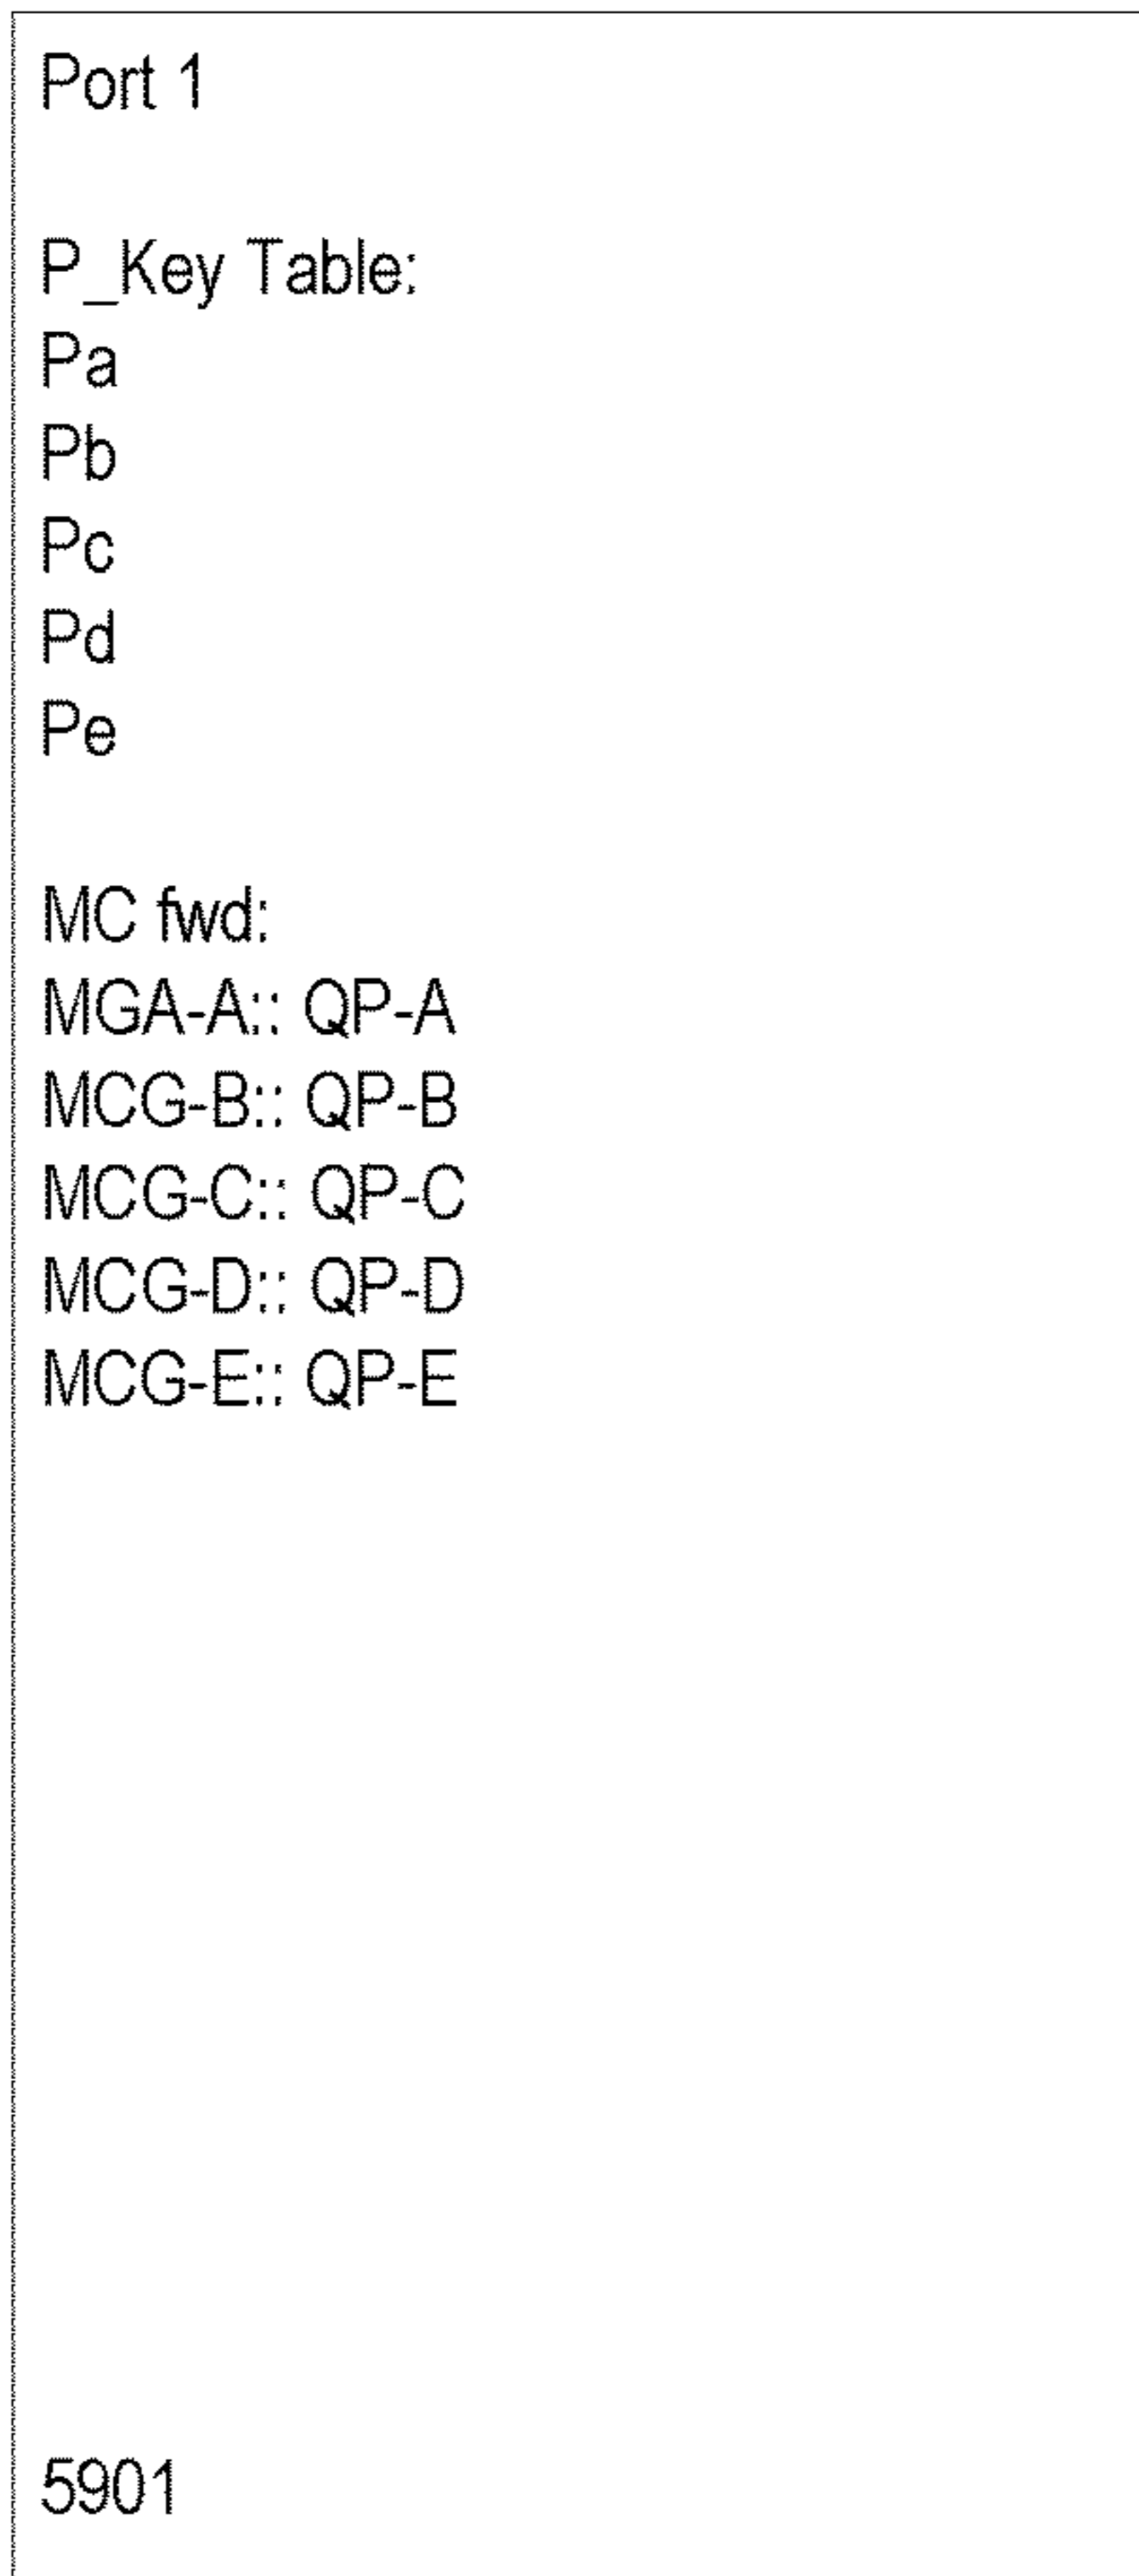 Port 1
P_Key Table:
Pa
Pb
Pc
Pd
Pe
MC fwd:
MGA-A:: QP-A
MCG-B:: QP-B
MCG-C:: QP-C
MCG-D:: QP-D
MCG-E:: QP-E
5901